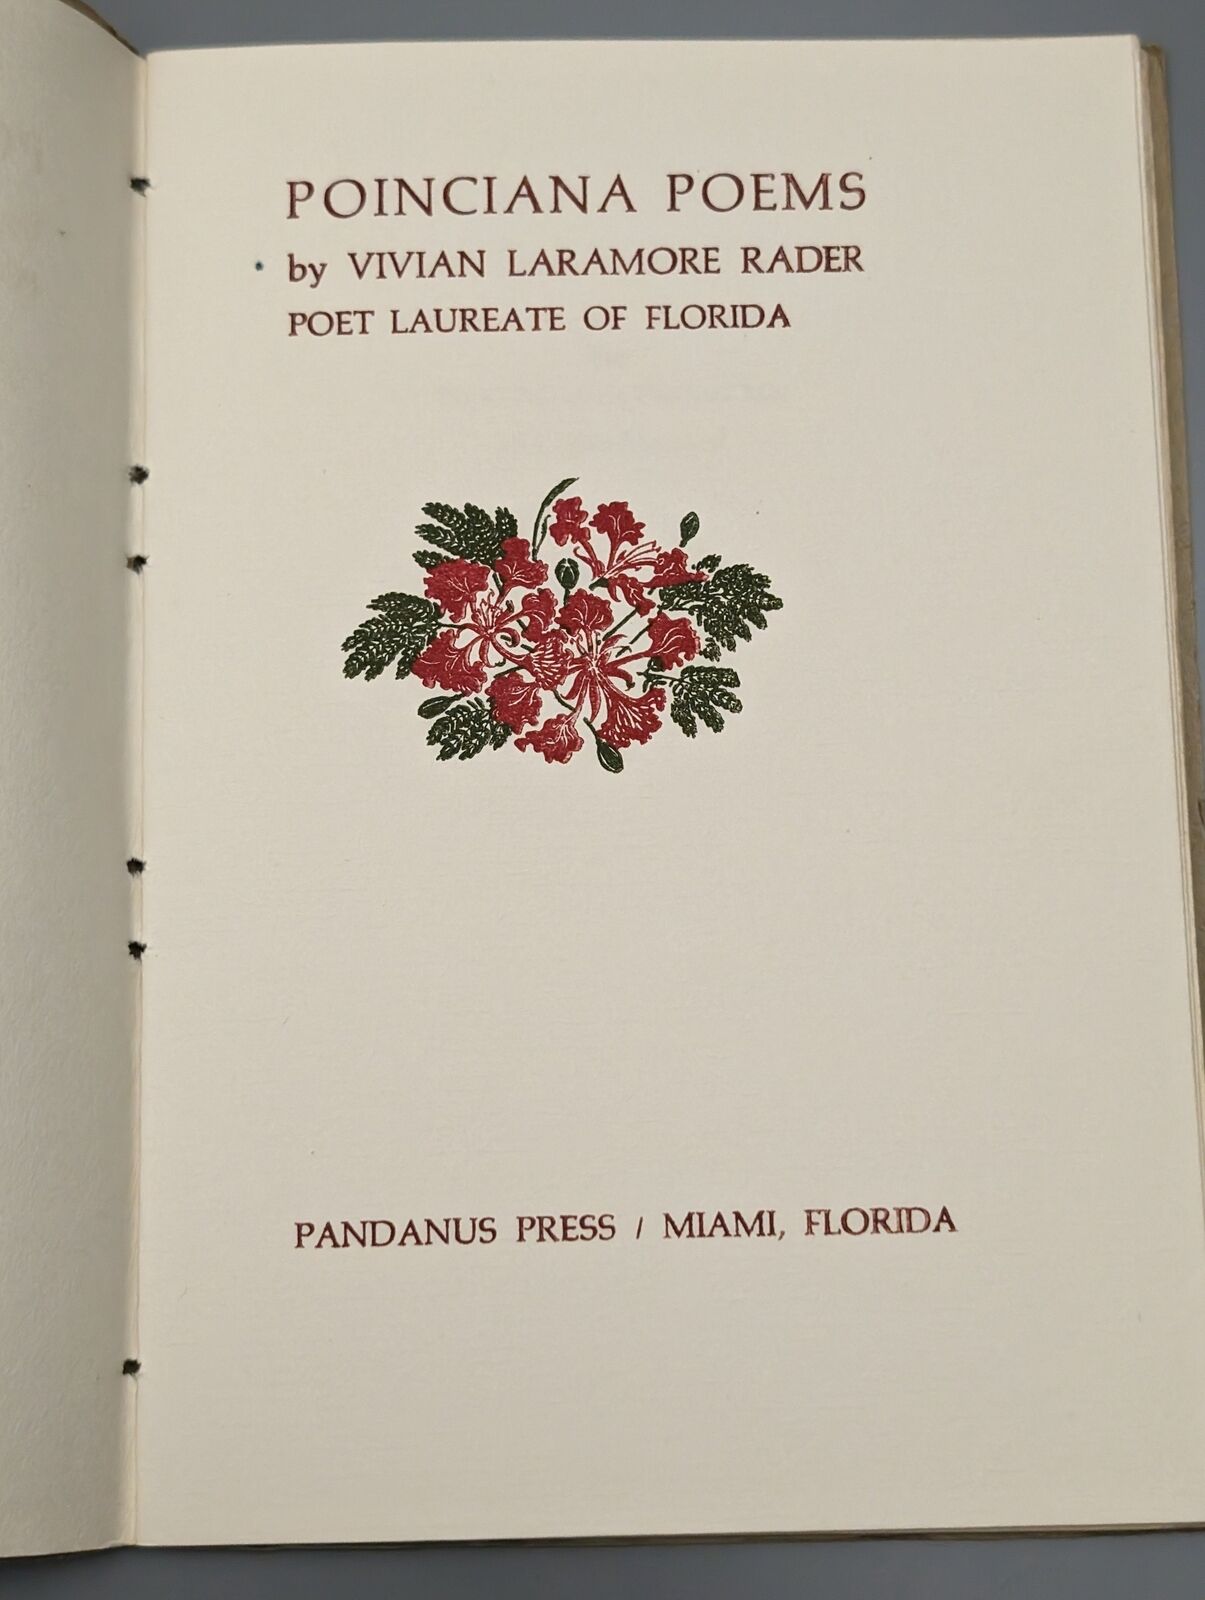 POINCIANA POEMS
by VIVIAN LARAMORE RADER
POET LAUREATE OF FLORIDA
PANDANUS PRESS / MIAMI, FLORIDA